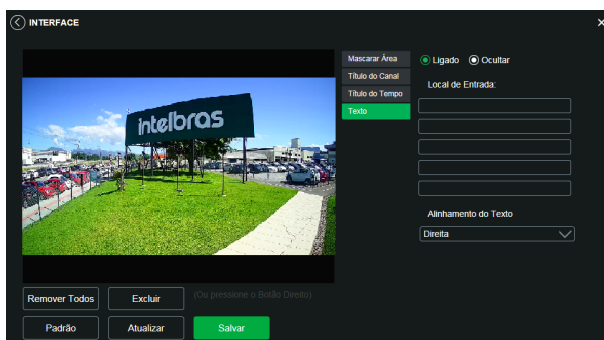 INTERFACE
intelbras
Mascarar Área
Título do Canal
Título do Tempo
Texto
Ligado
Ocultar
Local de Entrada:
Alinhamento do Texto
Direita
Remover Todos
Excluir
(Ou pressione o Botão Direito)
Padrão
Atualizar
Salvar